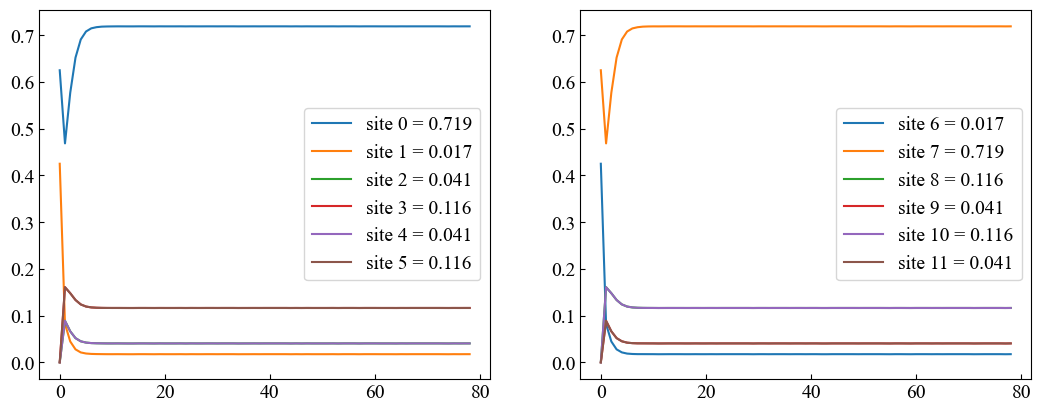 0.7
0.6
0.5
0.4
0.3
0.2
0.1
0.0
site 0 = 0.719
site 1 = 0.017
site 2 = 0.041
site 3 = 0.116
site 4 = 0.041
site 5 = 0.116
0 20 40 60 80
0.7
0.6
0.5
0.4
0.3
0.2
0.1
0.0
site 6 = 0.017
site 7 = 0.719
site 8 = 0.116
site 9 = 0.041
site 10 = 0.116
site 11 = 0.041
0 20 40 60 80